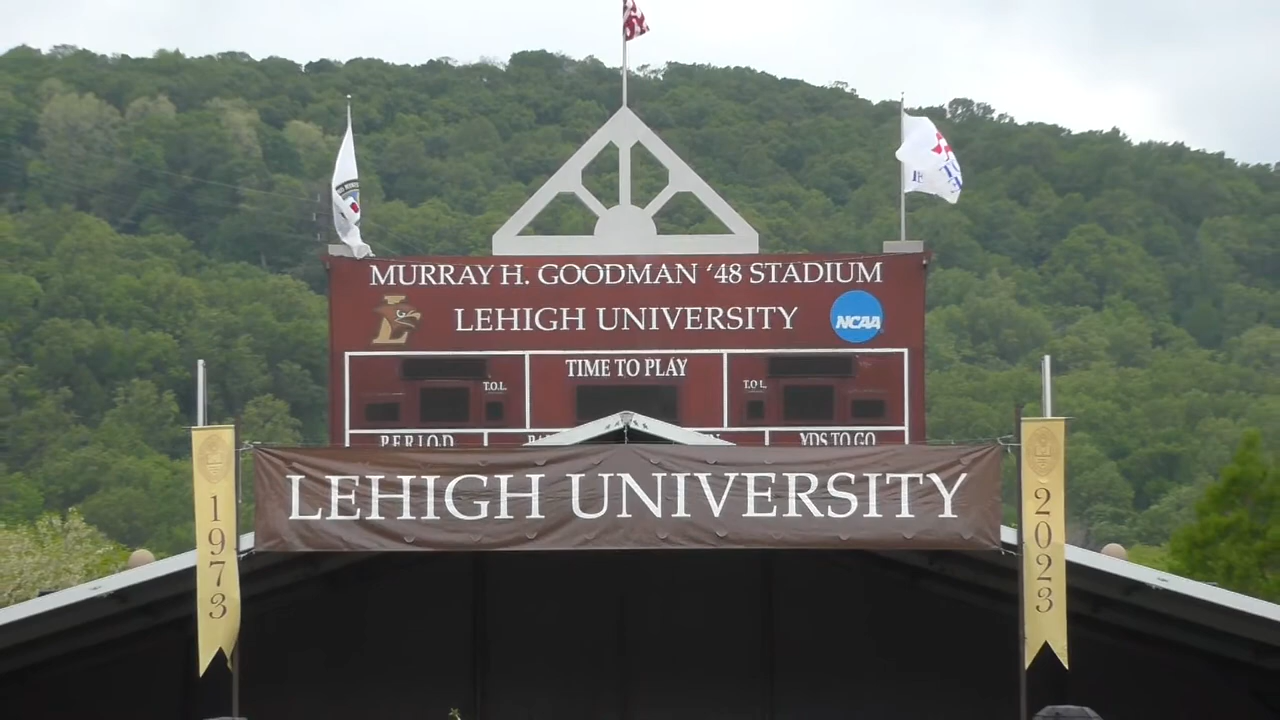 MURRAY H. GOODMAN ‘48 STADIUM
LEHIGH UNIVERSITY
NCAA
L
TIME TO PLAY
T.O.L.
T.O.L.
PERIOD
YDS TO GO
LEHIGH UNIVERSITY
1973
2023